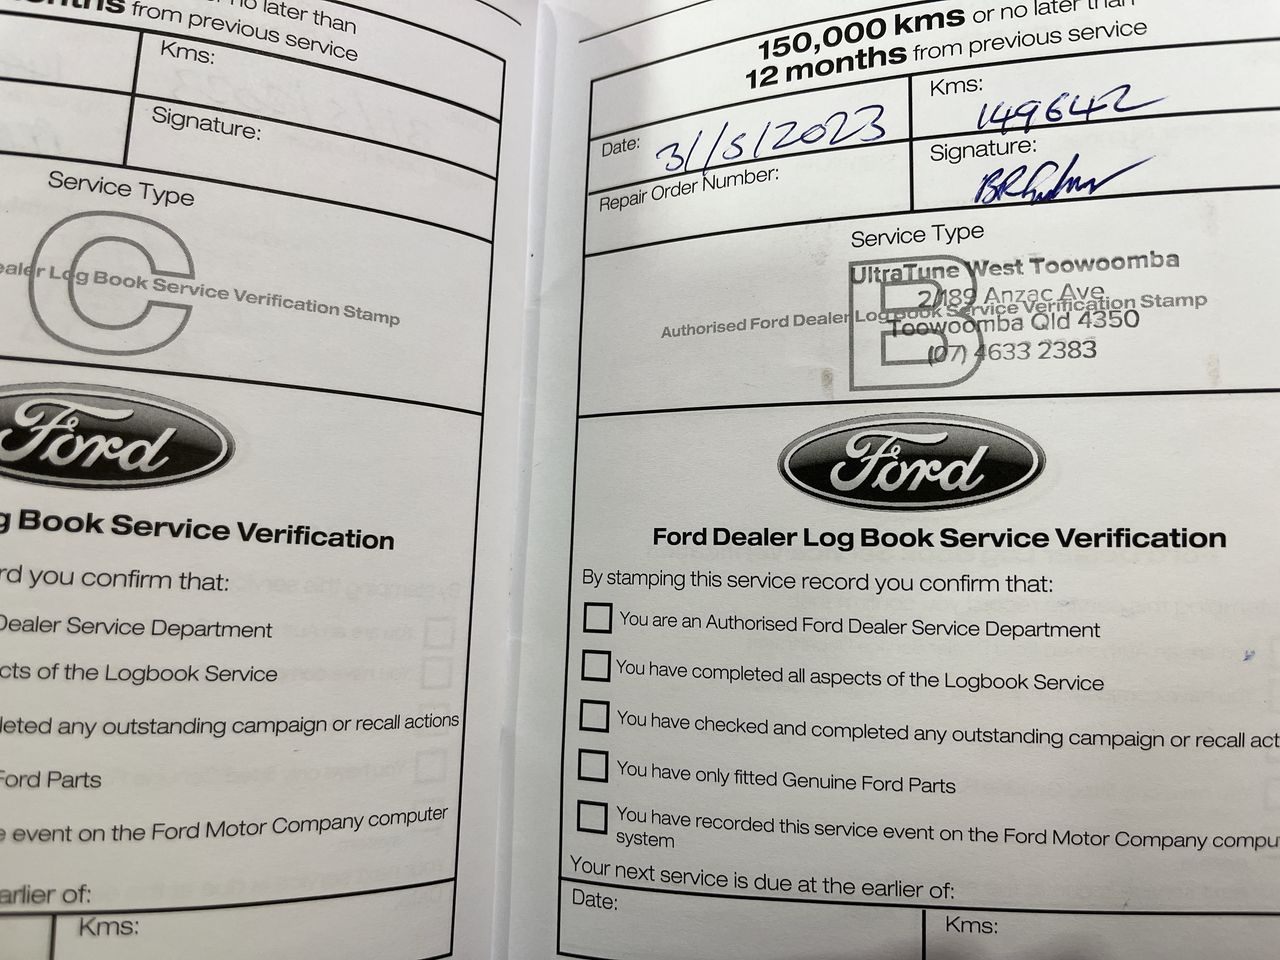 no later than
from previous service
Kms:
Signature:
Service Type
C
Log Book Service Verification Stamp
Ford
Book Service Verification
you confirm that:
Dealer Service Department
of the Logbook Service
any outstanding campaign or recall actions
Ford Parts
event on the Ford Motor Company computer
of:
Kms:
150,000 kms or no later than
12 months from previous service
Date: 31/5/2023
Kms: 149642
Repair Order Number:
Signature:
Service Type
B
UltraTune West Toowoomba
2/189 Anzac Ave
Authorised Ford Dealer Log Book Service Verification Stamp
Toowoomba Qld 4350
(07) 4633 2383
Ford
Ford Dealer Log Book Service Verification
By stamping this service record you confirm that:
You are an Authorised Ford Dealer Service Department
You have completed all aspects of the Logbook Service
You have checked and completed any outstanding campaign or recall
You have only fitted Genuine Ford Parts
You have recorded this service event on the Ford Motor Company
system
Your next service is due at the earlier of:
Date:
Kms: